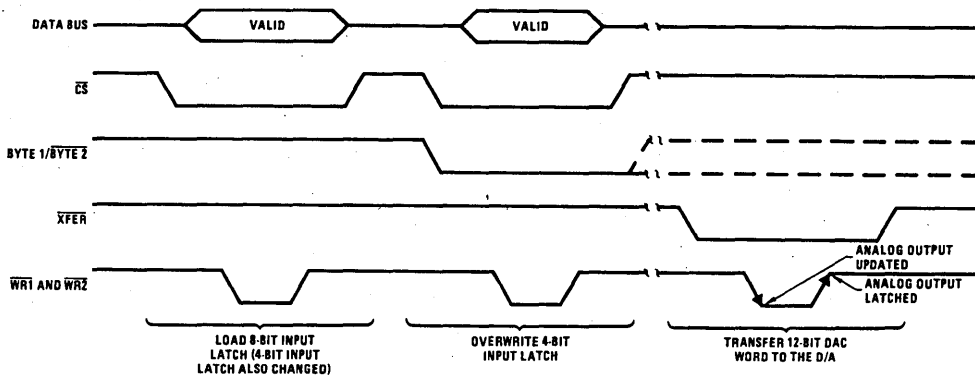 DATA BUS
VALID
VALID
CS
BYTE 1/BYTE 2
XFER
ANALOG OUTPUT
UPDATED
WR1 AND WR2
ANALOG OUTPUT
LATCHED
LOAD 8-BIT INPUT
LATCH (4-BIT INPUT
LATCH ALSO CHANGED)
OVERWRITE 4-BIT
INPUT LATCH
TRANSFER 12-BIT DAC
WORD TO THE D/A